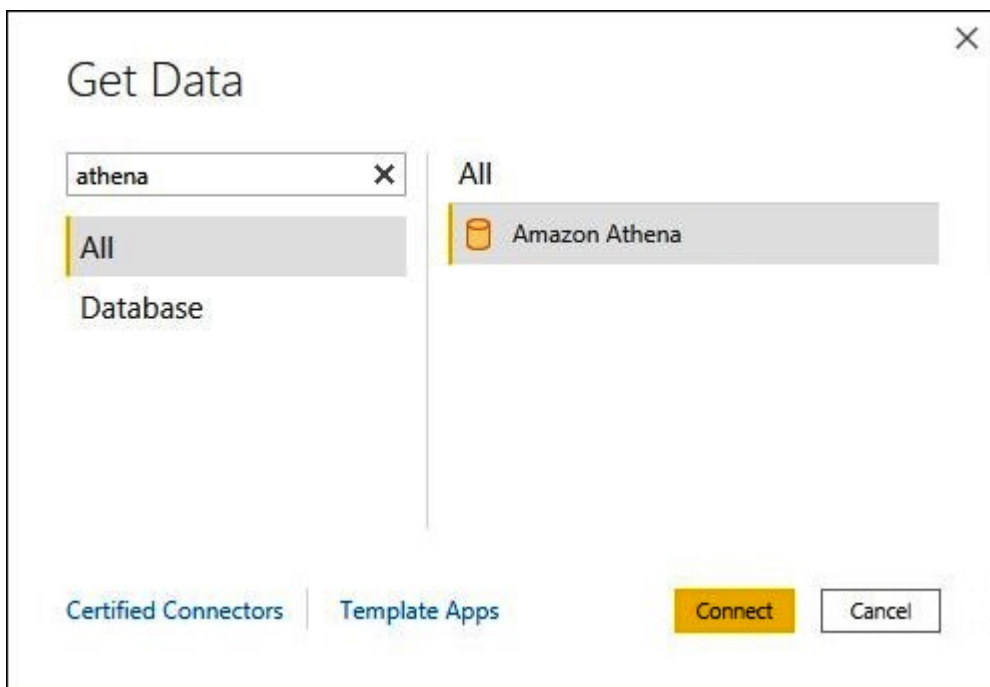 Get Data
athena
All
Database
All
Amazon Athena
Certified Connectors
Template Apps
Connect
Cancel